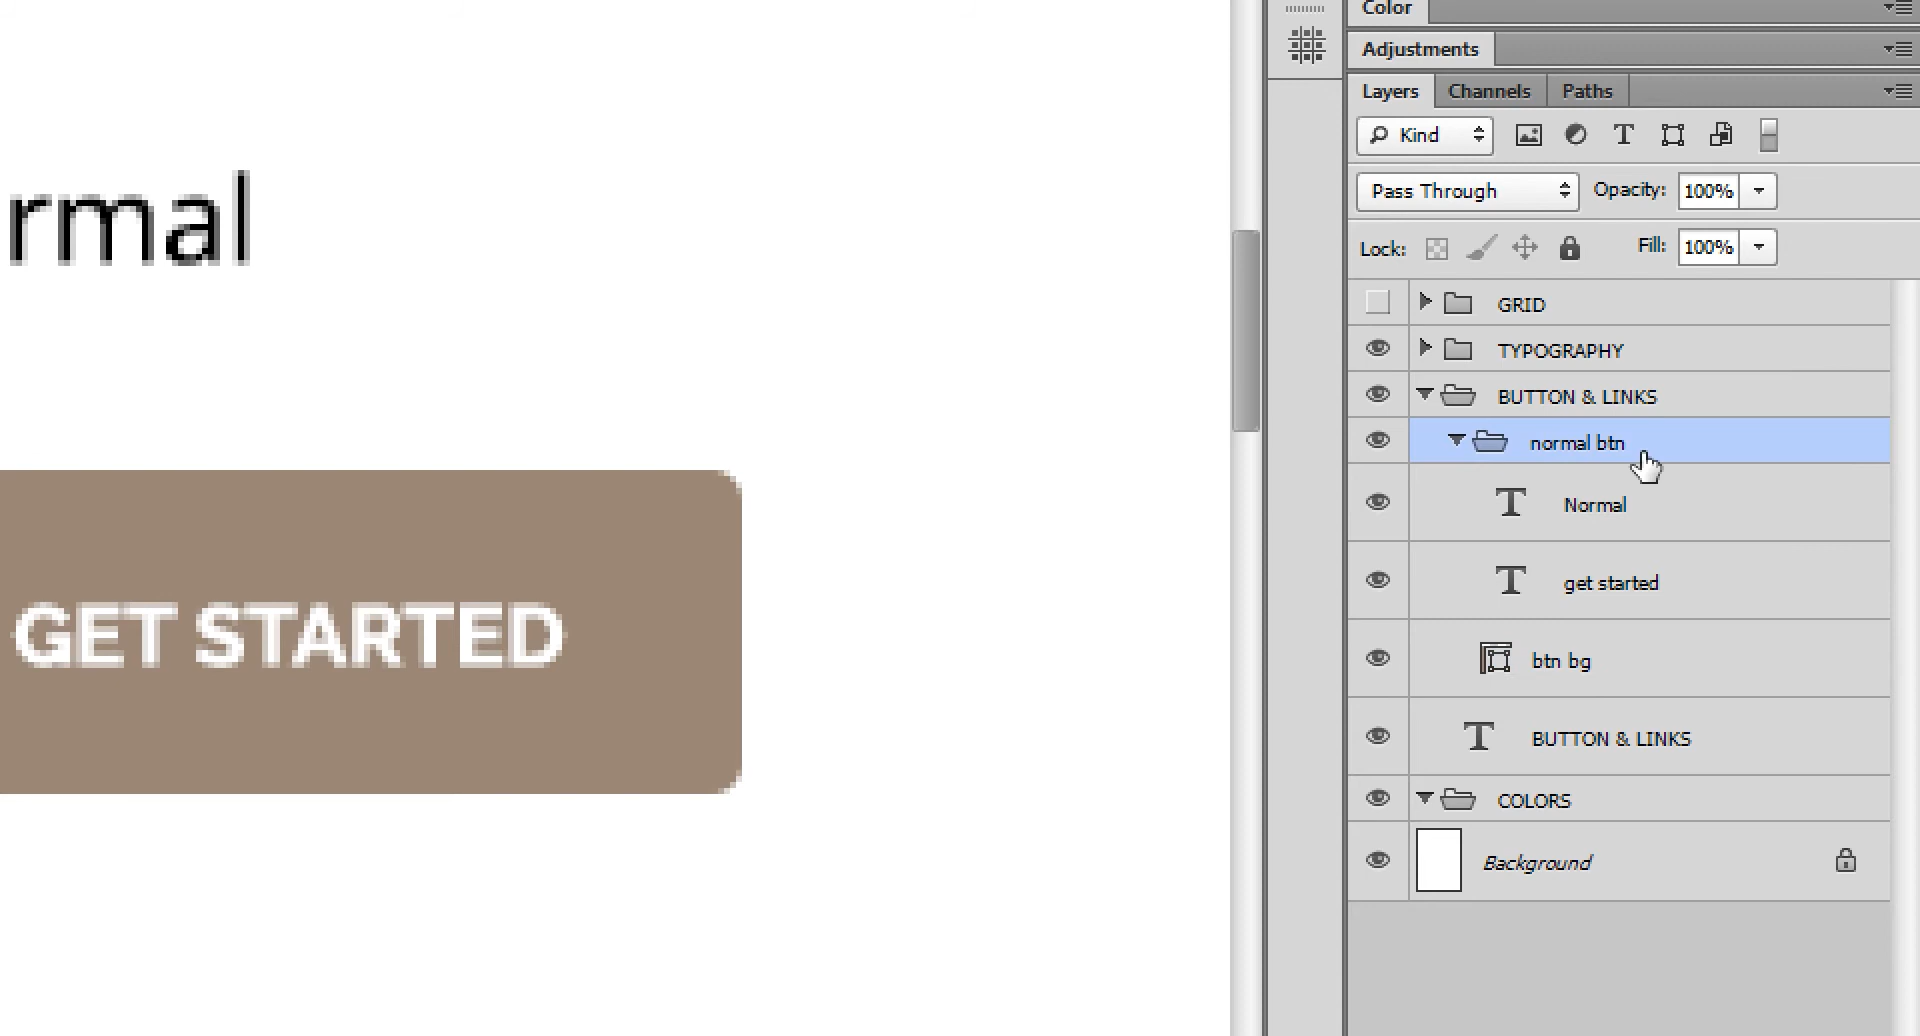 rmal
GET STARTED
Color
Adjustments
Layers Channels Paths
Kind T
Pass Through Opacity: 100%
Lock: Fill: 100%
GRID
TYPOGRAPHY
BUTTON & LINKS
normal btn
T Normal
T get started
btn bg
T BUTTON & LINKS
COLORS
Background